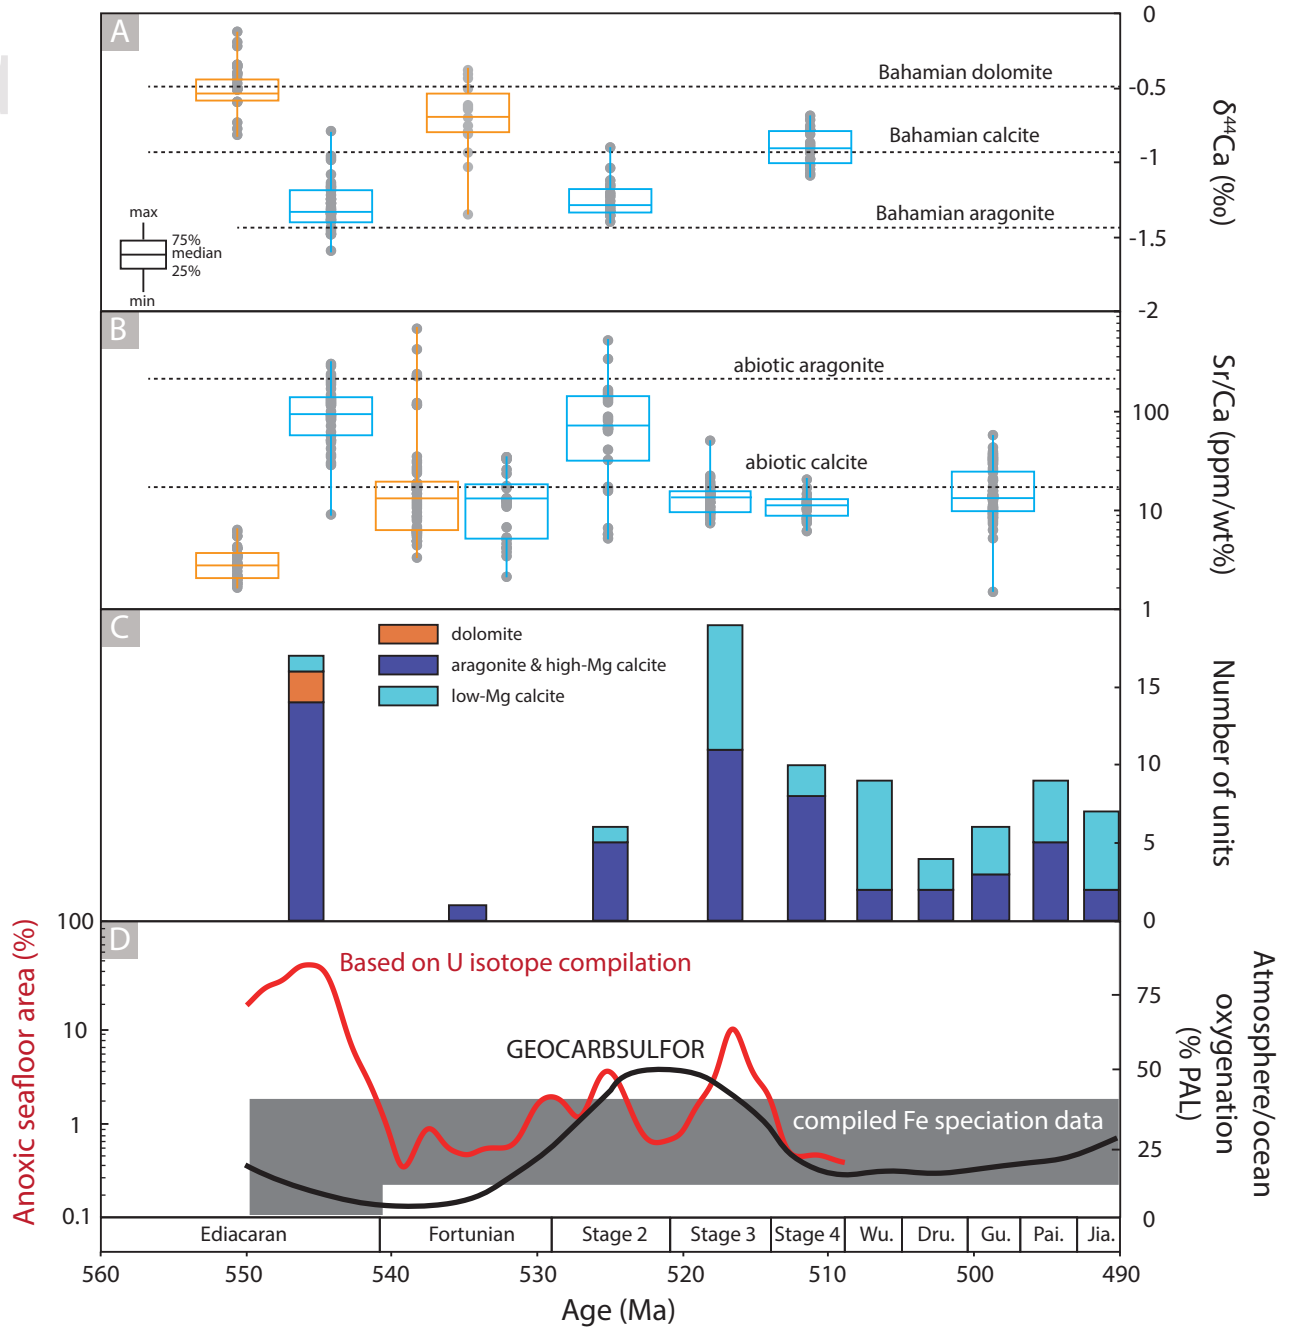 A
0
Bahamian dolomite
-0.5
δ⁴⁴Ca (‰)
Bahamian calcite
-1
Bahamian aragonite
-1.5
max
75%
median
25%
min
-2
B
abiotic aragonite
100
Sr/Ca (ppm/wt%)
abiotic calcite
10
1
C
dolomite
aragonite & high-Mg calcite
low-Mg calcite
15
10
5
0
Number of units
100
D
Based on U isotope compilation
75
10
GEOCARBSULFOR
50
1
compiled Fe speciation data
25
0.1
0
Anoxic seafloor area (%)
Atmosphere/ocean
oxygenation
(% PAL)
Ediacaran
Fortunian
Stage 2
Stage 3
Stage 4
Wu.
Dru.
Gu.
Pai.
Jia.
560
550
540
530
520
510
500
490
Age (Ma)